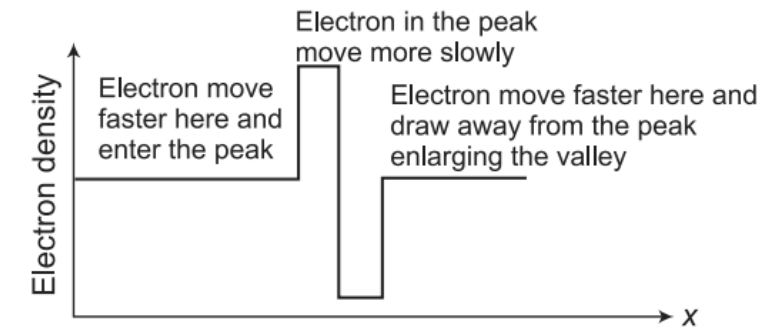 Electron in the peak
move more slowly
Electron move
faster here and
enter the peak
Electron move faster here and
draw away from the peak
enlarging the valley
Electron density
x